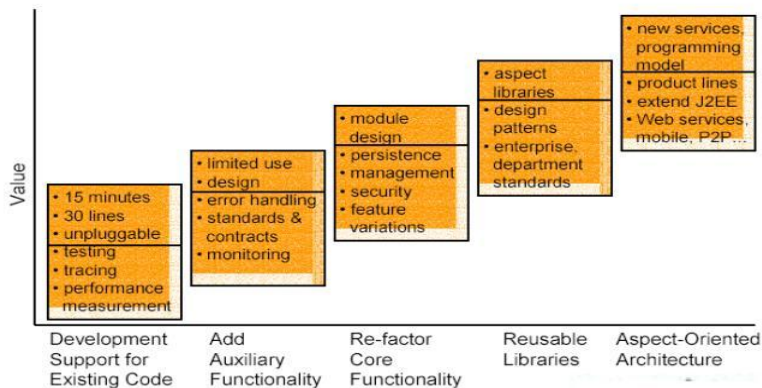 Value
• 15 minutes
• 30 lines
• unpluggable
• testing
• tracing
• performance
measurement
• limited use
• design
• error handling
• standards &
contracts
• monitoring
• module
design
• persistence
• management
• security
• feature
variations
• aspect
libraries
• design
patterns
• enterprise,
department
standards
• new services,
programming
model
• product lines
• extend J2EE
• Web services,
mobile, P2P...
Development
Support for
Existing Code
Add
Auxiliary
Functionality
Re-factor
Core
Functionality
Reusable
Libraries
Aspect-Oriented
Architecture